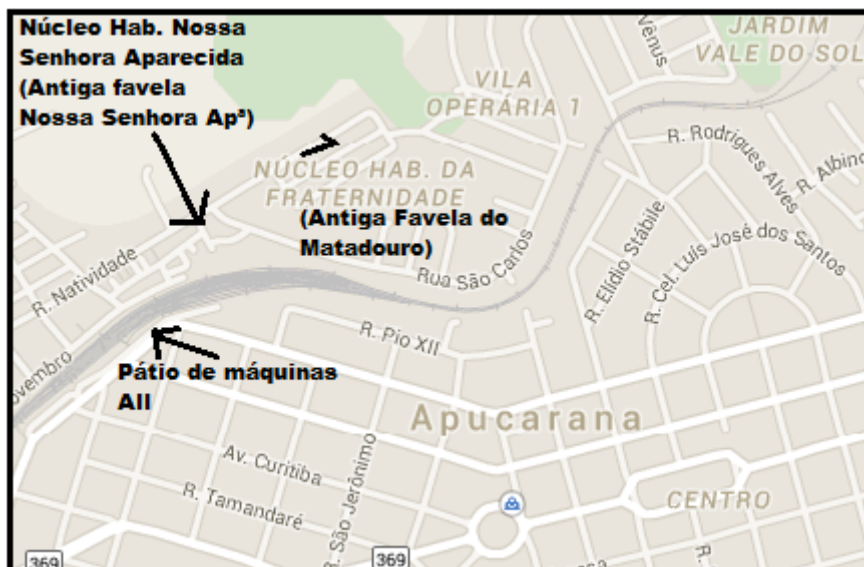 Núcleo Hab. Nossa
Senhora Aparecida
(Antiga favela
Nossa Senhora Apª)
JARDIM
VALE DO SOL
Vênus
VILA
OPERÁRIA 1
R. Rodrigues Alves
R. Albino
NÚCLEO HAB. DA
FRATERNIDADE
(Antiga Favela do
Matadouro)
R. Natividade
Rua São Carlos
R. Elídio Stábile
R. Cel. Luís José dos Santos
R. Pio XII
ovembro
Pátio de máquinas
All
Apucarana
Av. Curitiba
R. Tamandaré
R. São Jerônimo
CENTRO
369
369
R.